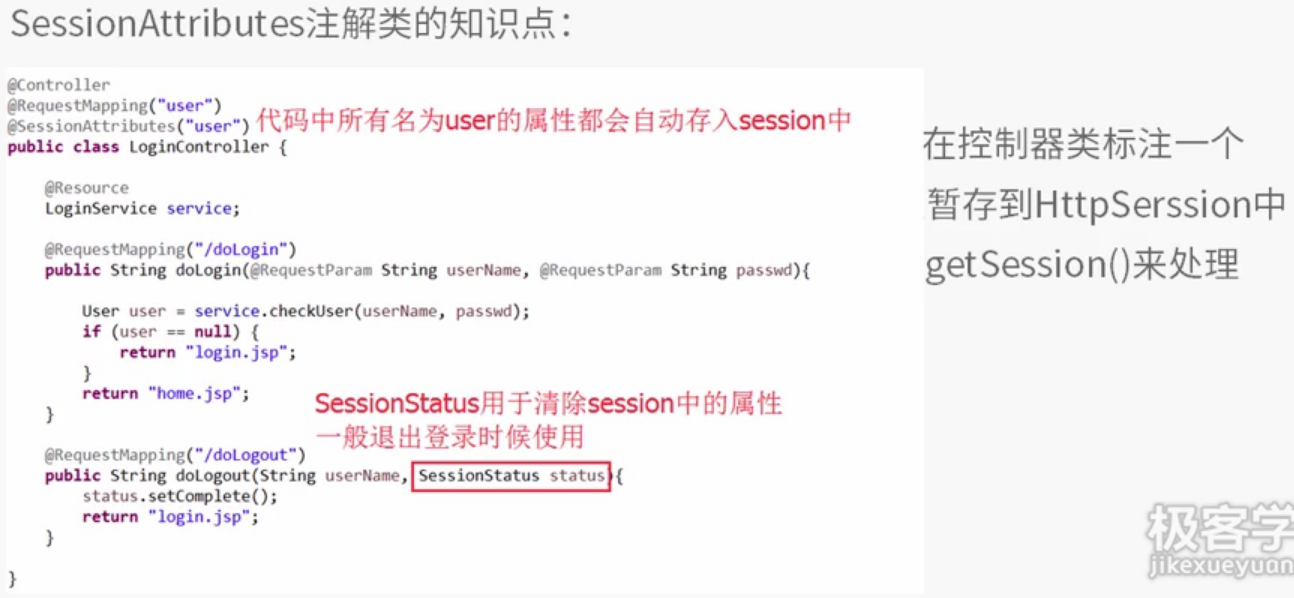 SessionAttributes注解类的知识点：
@Controller
@RequestMapping("user")
@SessionAttributes("user") 代码中所有名为user的属性都会自动存入session中
public class LoginController {
在控制器类标注一个
@Resource
暂存到HttpSerssion中
LoginService service;
@RequestMapping("/doLogin")
getSession()来处理
public String doLogin(@RequestParam String userName, @RequestParam String passwd){
User user = service.checkUser(userName, passwd);
if (user == null) {
return "login.jsp";
}
return "home.jsp";
}
SessionStatus用于清除session中的属性
一般退出登录时候使用
@RequestMapping("/doLogout")
public String doLogout(String userName, SessionStatus status){
status.setComplete();
return "login.jsp";
}
}
极客学
jikexueyuan